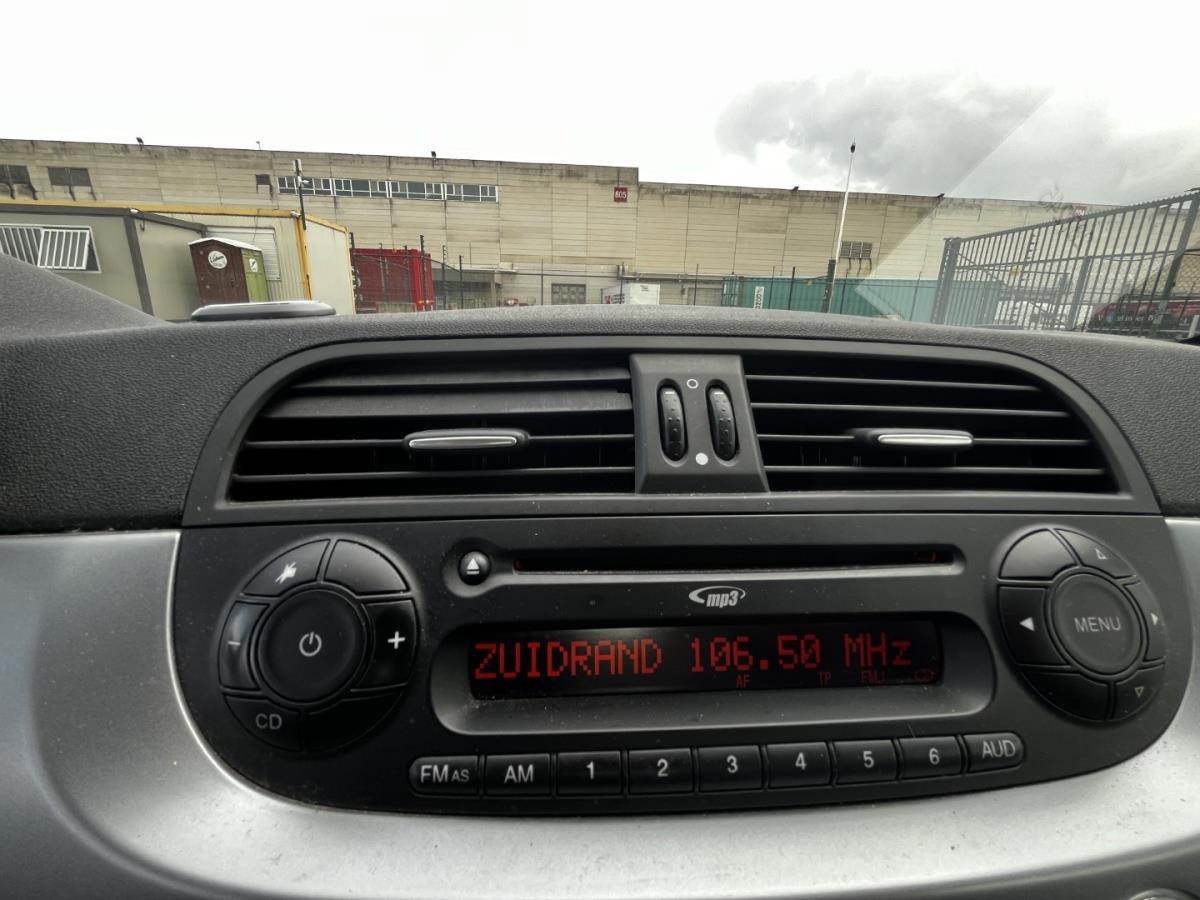 805
mp3
ZUIDRAND 106.50 MHz
AF TP
CD
MENU
FM AS AM 1 2 3 4 5 6 AUD